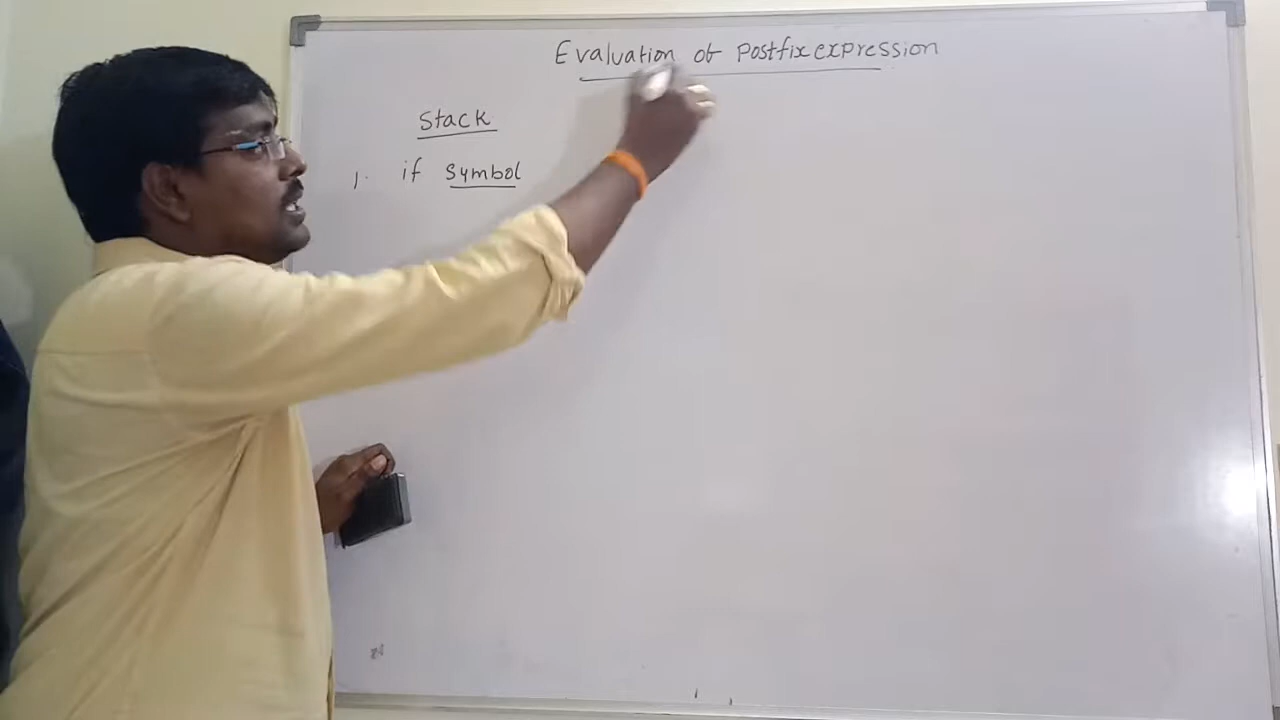 Evaluation of postfix expression
Stack
1. if symbol